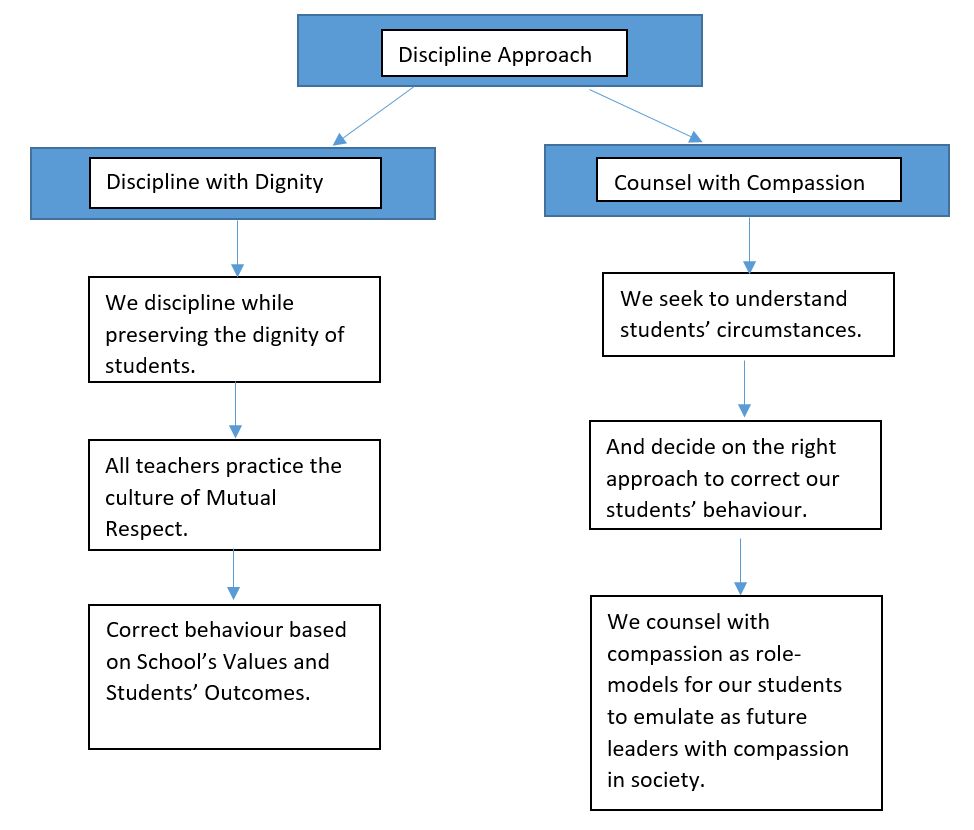 Discipline Approach
Discipline with Dignity
We discipline while
preserving the dignity of
students.
All teachers practice the
culture of Mutual
Respect.
Correct behaviour based
on School’s Values and
Students’ Outcomes.
Counsel with Compassion
We seek to understand
students’ circumstances.
And decide on the right
approach to correct our
students’ behaviour.
We counsel with
compassion as role-
models for our students
to emulate as future
leaders with compassion
in society.